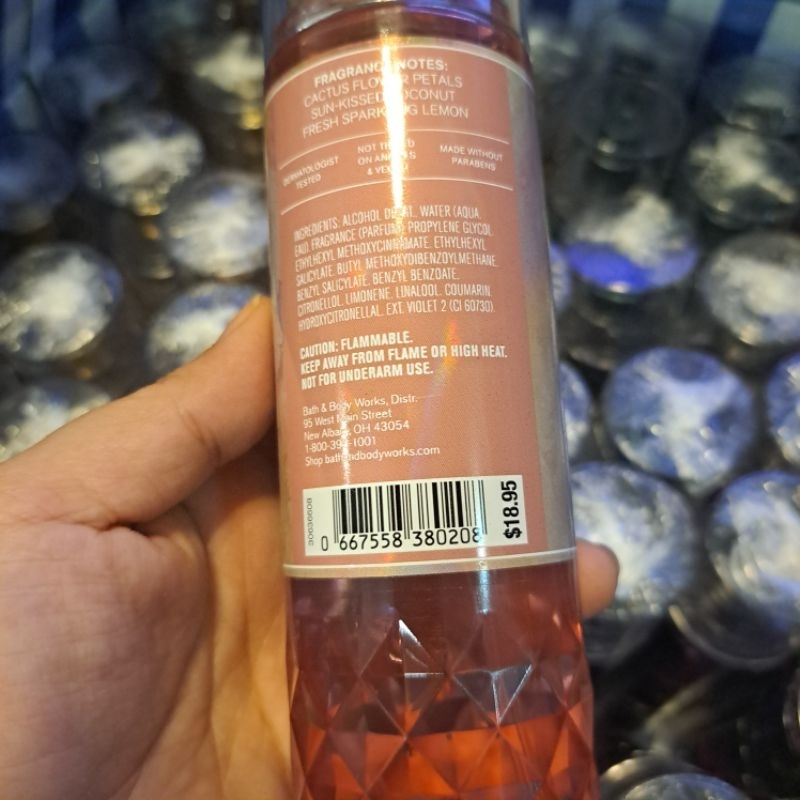 FRAGRANCE NOTES:
CACTUS FLOWER PETALS
SUN-KISSED COCONUT
FRESH SPARKLING LEMON
DERMATOLOGIST
TESTED
NOT TESTED
ON ANIMALS
& VEGAN
MADE WITHOUT
PARABENS
INGREDIENTS: ALCOHOL DENAT., WATER (AQUA,
EAU), FRAGRANCE (PARFUM), PROPYLENE GLYCOL,
ETHYLHEXYL METHOXYCINNAMATE, ETHYLHEXYL
SALICYLATE, BUTYL METHOXYDIBENZOYLMETHANE,
BENZYL SALICYLATE, BENZYL BENZOATE,
CITRONELLOL, LIMONENE, LINALOOL, COUMARIN,
HYDROXYCITRONELLAL, EXT. VIOLET 2 (CI 60730).
CAUTION: FLAMMABLE.
KEEP AWAY FROM FLAME OR HIGH HEAT.
NOT FOR UNDERARM USE.
Bath & Body Works, Distr.
95 West Main Street
New Albany, OH 43054
1-800-395-1001
Shop bathandbodyworks.com
0 667558 380208
$18.95